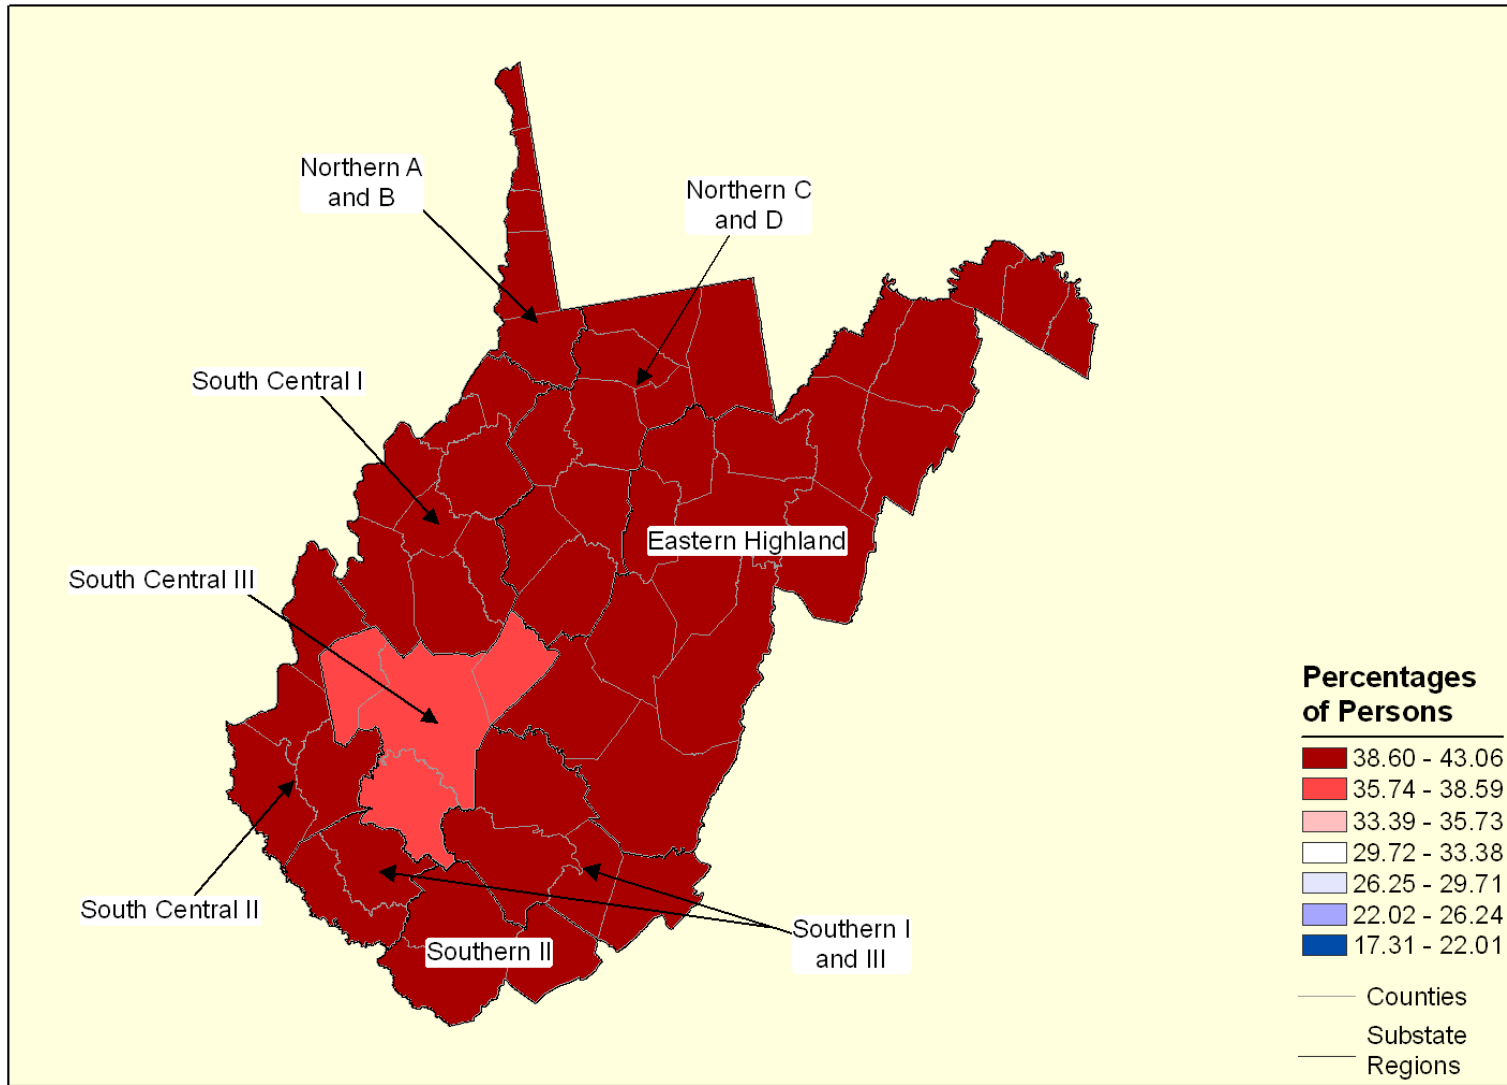 Northern A
and B
Northern C
and D
South Central I
Eastern Highland
South Central III
South Central II
Southern II
Southern I
and III
Percentages
of Persons
38.60 - 43.06
35.74 - 38.59
33.39 - 35.73
29.72 - 33.38
26.25 - 29.71
22.02 - 26.24
17.31 - 22.01
Counties
Substate
Regions